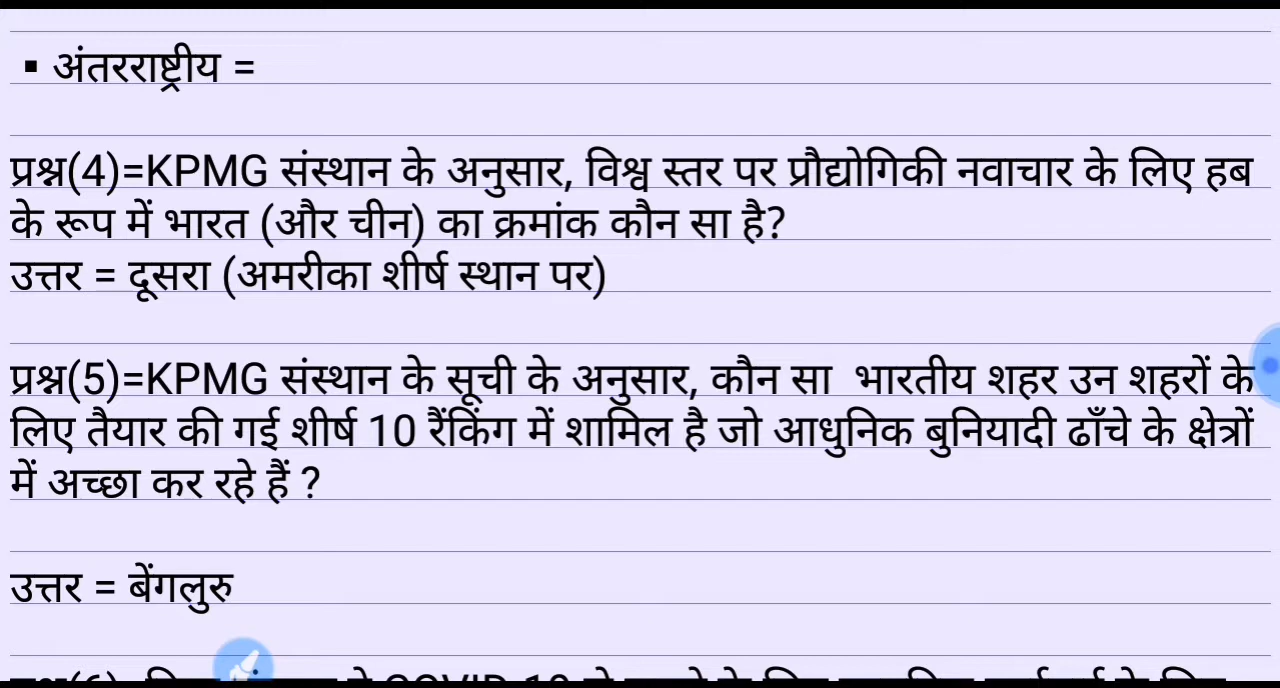 ▪ अंतरराष्ट्रीय =
प्रश्न(4)=KPMG संस्थान के अनुसार, विश्व स्तर पर प्रौद्योगिकी नवाचार के लिए हब
के रूप में भारत (और चीन) का क्रमांक कौन सा है?
उत्तर = दूसरा (अमरीका शीर्ष स्थान पर)
प्रश्न(5)=KPMG संस्थान के सूची के अनुसार, कौन सा  भारतीय शहर उन शहरों के
लिए तैयार की गई शीर्ष 10 रैंकिंग में शामिल है जो आधुनिक बुनियादी ढाँचे के क्षेत्रों
में अच्छा कर रहे हैं ?
उत्तर = बेंगलुरु